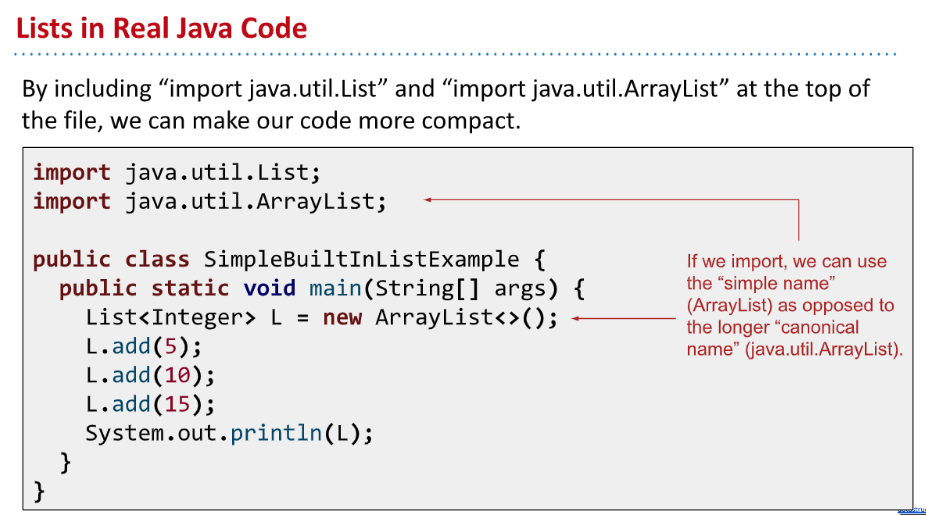 Lists in Real Java Code
By including “import java.util.List” and “import java.util.ArrayList” at the top of
the file, we can make our code more compact.
import java.util.List;
import java.util.ArrayList;
public class SimpleBuiltInListExample {
public static void main(String[] args) {
List<Integer> L = new ArrayList<>();
L.add(5);
L.add(10);
L.add(15);
System.out.println(L);
}
}
If we import, we can use
the “simple name”
(ArrayList) as opposed to
the longer “canonical
name” (java.util.ArrayList).